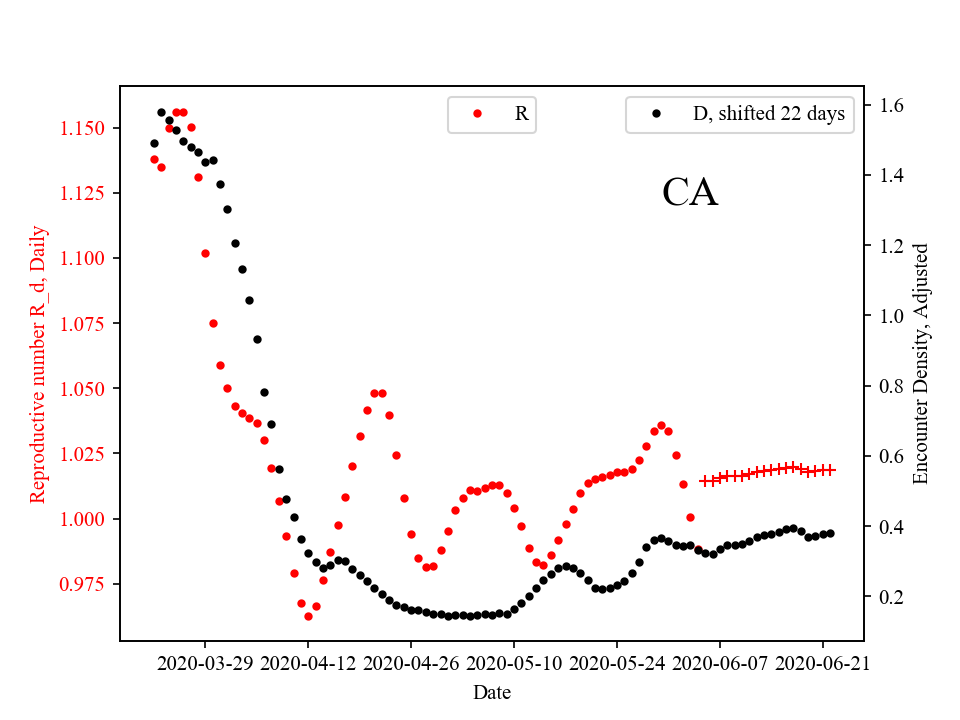 R
D, shifted 22 days
CA
Reproductive number R_d, Daily
1.150
1.125
1.100
1.075
1.050
1.025
1.000
0.975
1.6
1.4
1.2
1.0
0.8
0.6
0.4
0.2
Encounter Density, Adjusted
2020-03-29 2020-04-12 2020-04-26 2020-05-10 2020-05-24 2020-06-07 2020-06-21
Date